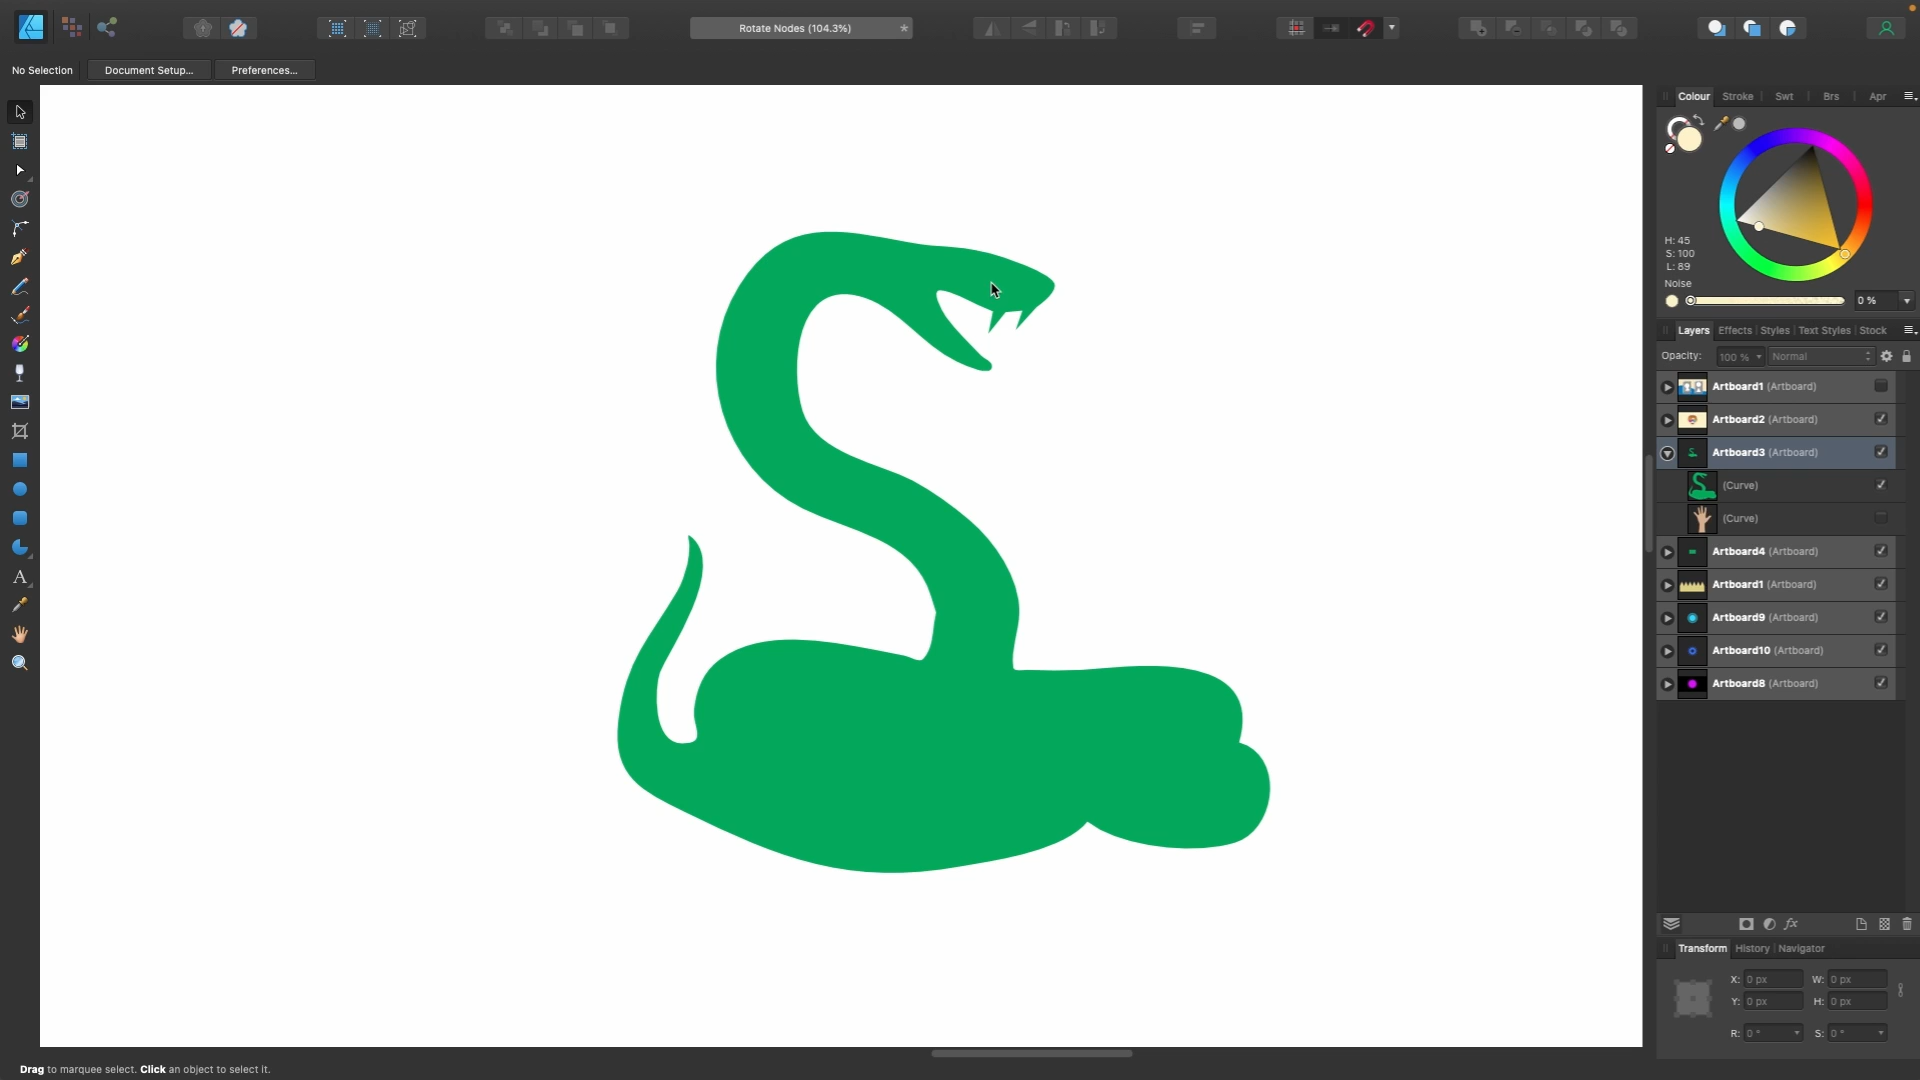 Rotate Nodes (104.3%)
No Selection
Document Setup...
Preferences...
Colour
Stroke
Swt
Brs
Apr
H: 45
S: 100
L: 89
Noise
0 %
Layers
Effects
Styles
Text Styles
Stock
Opacity:
100 %
Normal
Artboard1 (Artboard)
Artboard2 (Artboard)
Artboard3 (Artboard)
(Curve)
(Curve)
Artboard4 (Artboard)
Artboard1 (Artboard)
Artboard9 (Artboard)
Artboard10 (Artboard)
Artboard8 (Artboard)
fx
Transform
History
Navigator
X: 0 px
W: 0 px
Y: 0 px
H: 0 px
R: 0 °
S: 0 °
Drag to marquee select. Click an object to select it.